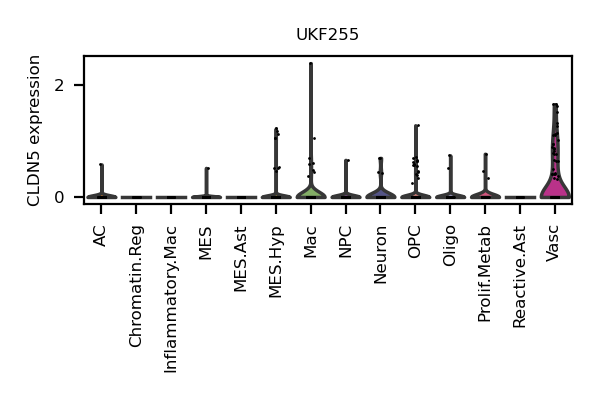 UKF255
CLDN5 expression
2
0
AC
Chromatin.Reg
Inflammatory.Mac
MES
MES.Ast
MES.Hyp
Mac
NPC
Neuron
OPC
Oligo
Prolif.Metab
Reactive.Ast
Vasc